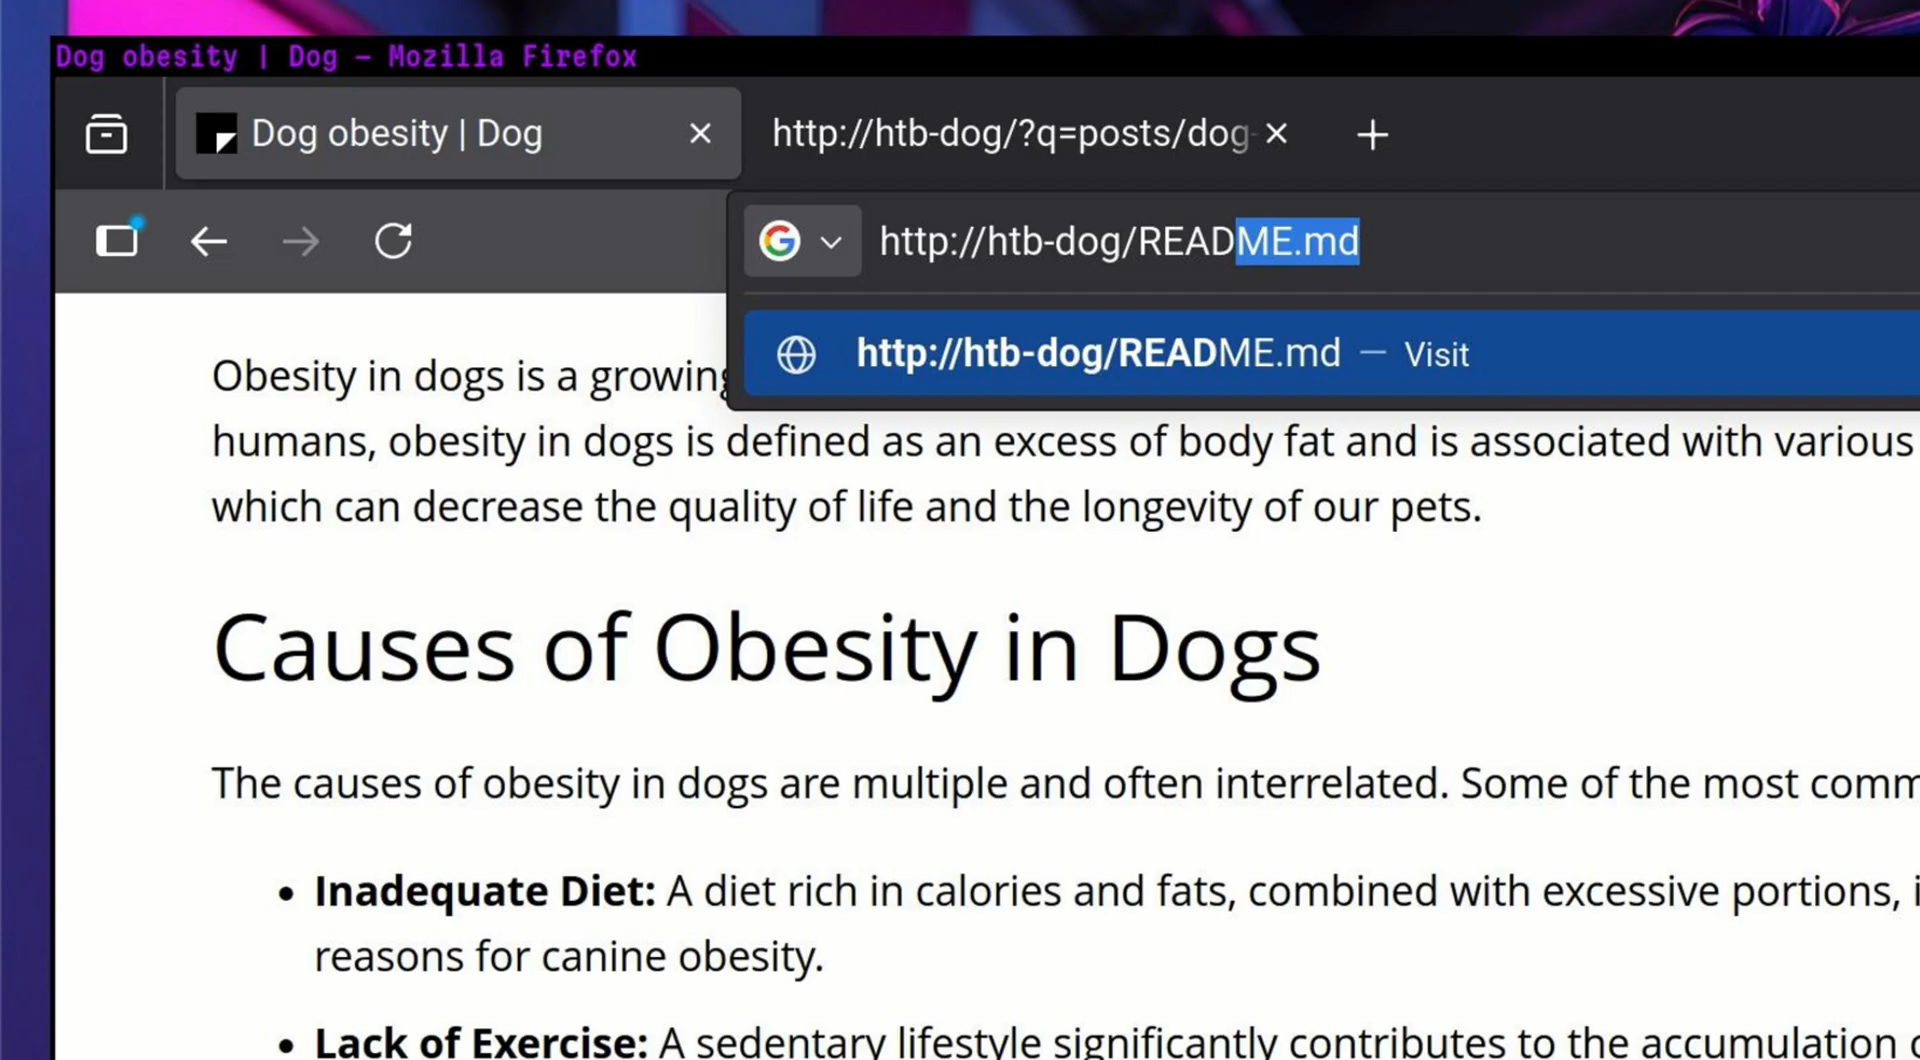 Dog obesity | Dog — Mozilla Firefox
Dog obesity | Dog
http://htb-dog/?q=posts/dog-
http://htb-dog/README.md
http://htb-dog/README.md — Visit
Obesity in dogs is a growing
humans, obesity in dogs is defined as an excess of body fat and is associated with various
which can decrease the quality of life and the longevity of our pets.
Causes of Obesity in Dogs
The causes of obesity in dogs are multiple and often interrelated. Some of the most comm
• Inadequate Diet: A diet rich in calories and fats, combined with excessive portions, i
reasons for canine obesity.
• Lack of Exercise: A sedentary lifestyle significantly contributes to the accumulation